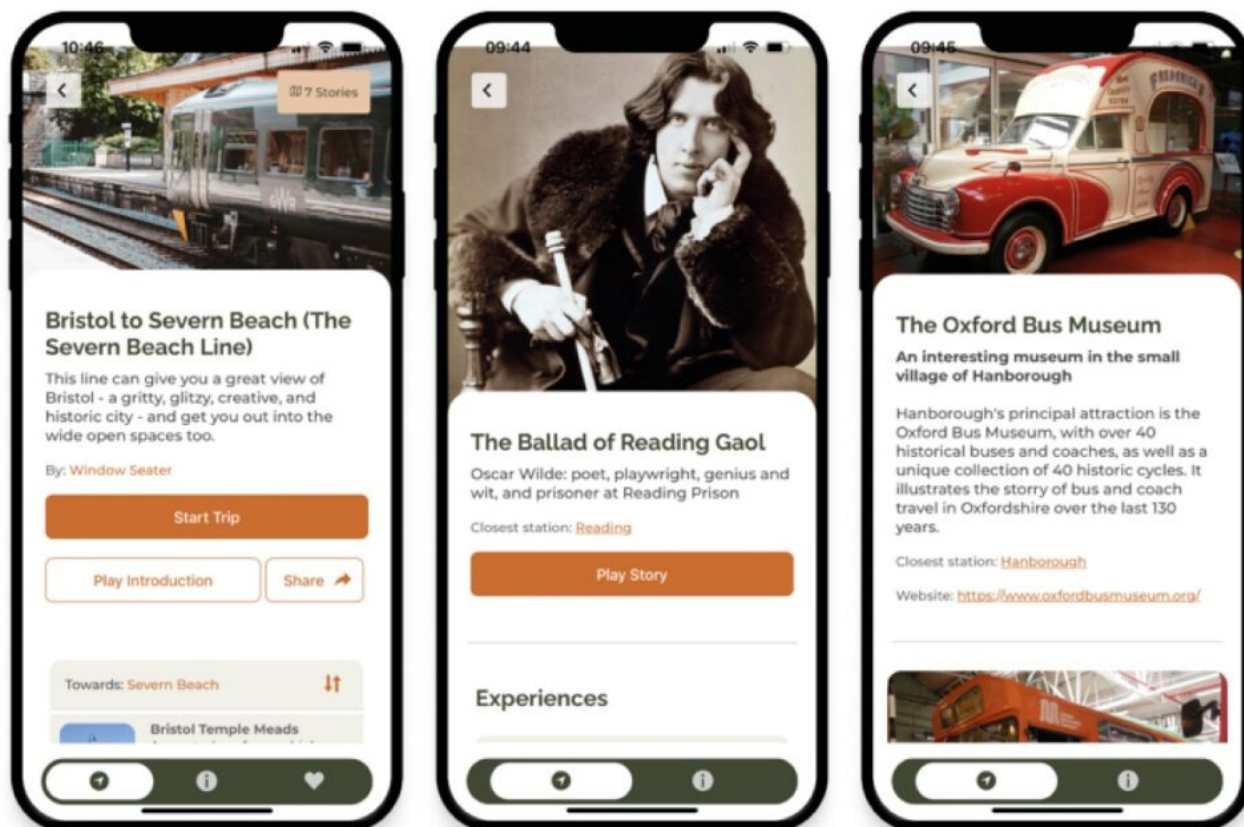 10:46
7 Stories
GWR
Bristol to Severn Beach (The
Severn Beach Line)
This line can give you a great view of
Bristol - a gritty, glitzy, creative, and
historic city - and get you out into the
wide open spaces too.
By: Window Seater
Start Trip
Play Introduction
Share
Towards: Severn Beach
Bristol Temple Meads
09:44
The Ballad of Reading Gaol
Oscar Wilde: poet, playwright, genius and
wit, and prisoner at Reading Prison
Closest station: Reading
Play Story
Experiences
09:45
The Oxford Bus Museum
An interesting museum in the small
village of Hanborough
Hanborough's principal attraction is the
Oxford Bus Museum, with over 40
historical buses and coaches, as well as a
unique collection of 40 historic cycles. It
illustrates the storry of bus and coach
travel in Oxfordshire over the last 130
years.
Closest station: Hanborough
Website: https://www.oxfordbusmuseum.org/